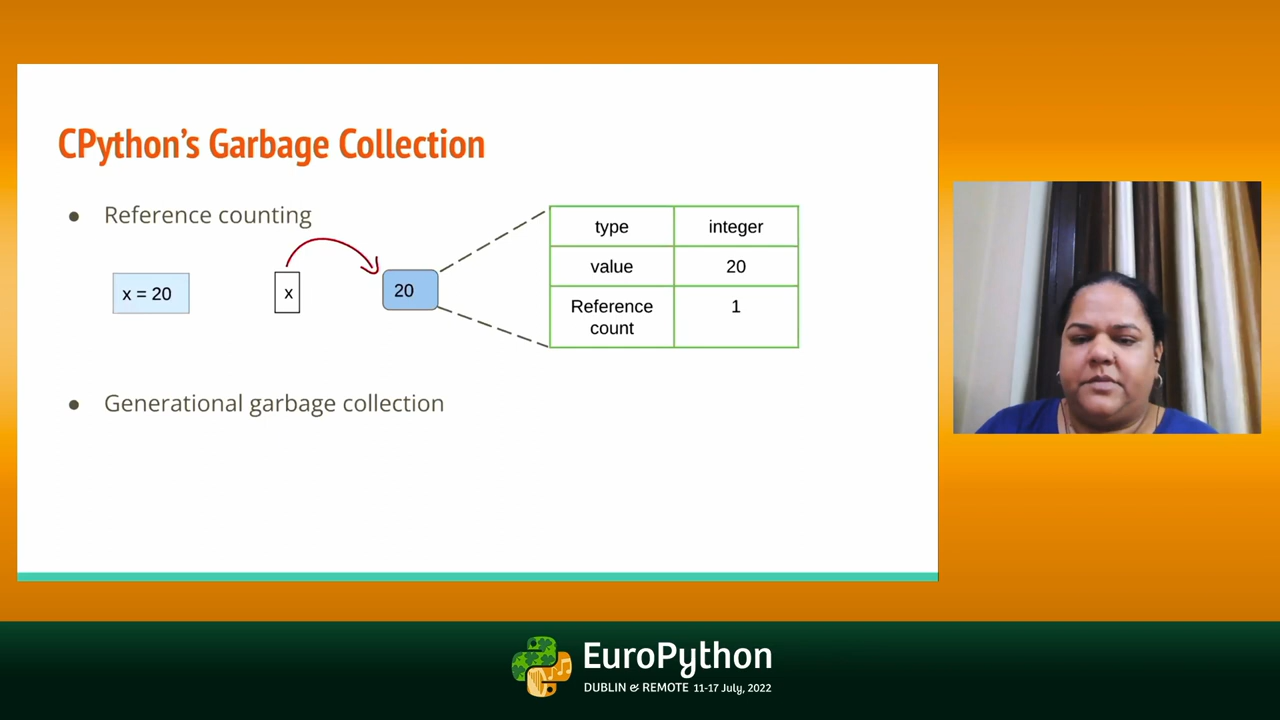 CPython’s Garbage Collection
● Reference counting
x = 20
x
20
type integer
value 20
Reference count 1
● Generational garbage collection
EuroPython
DUBLIN & REMOTE 11-17 July, 2022